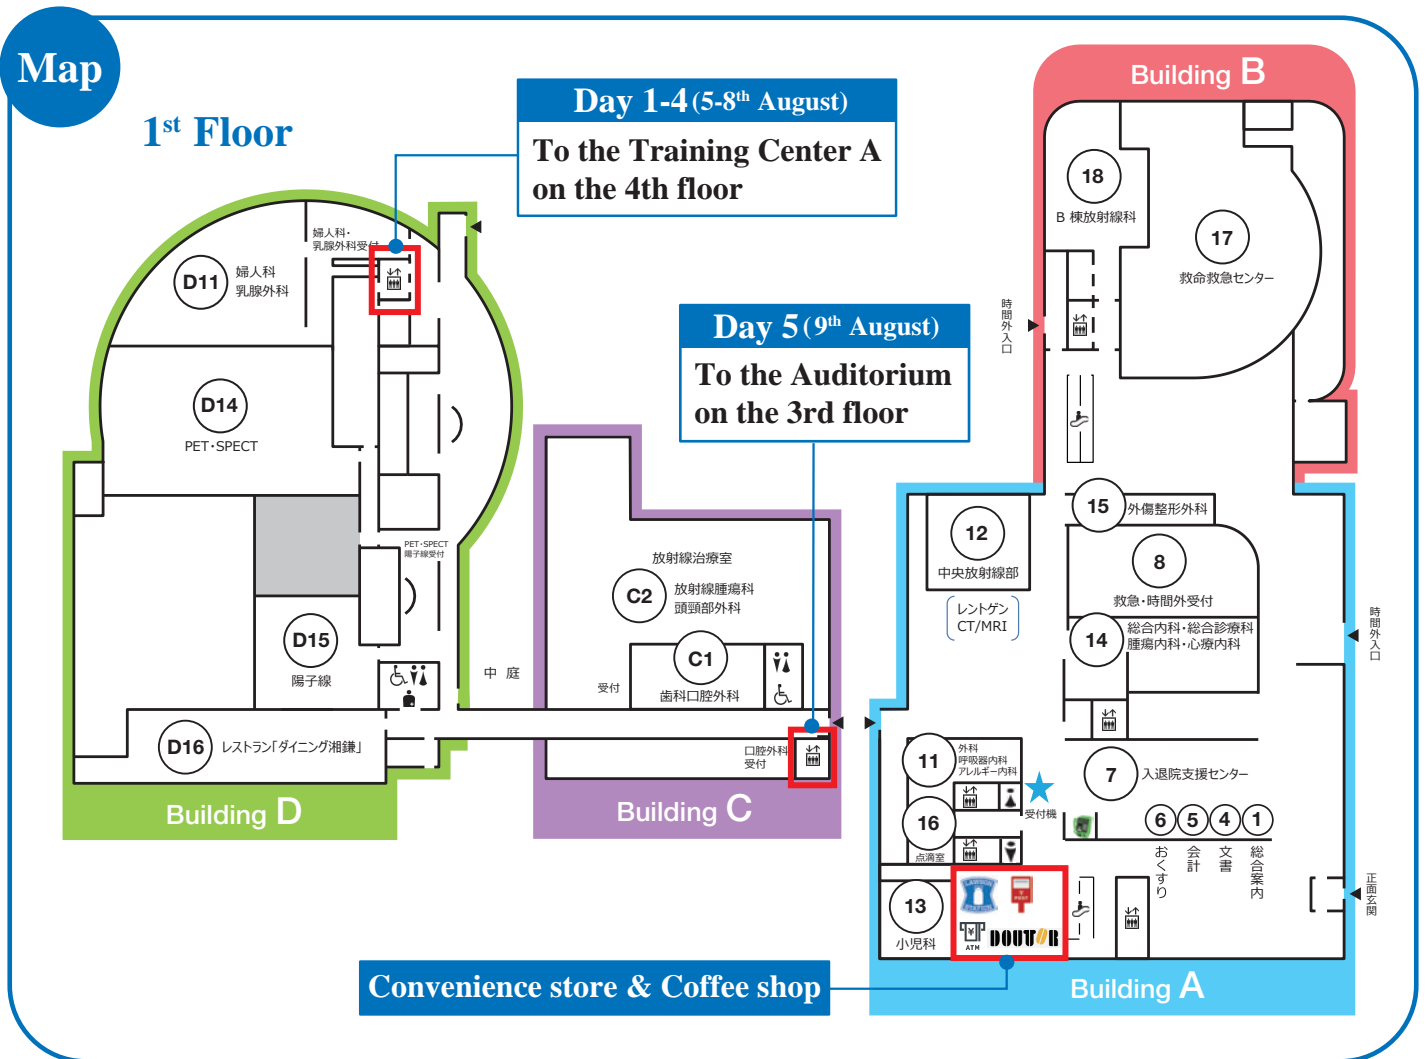 Map
1st Floor
Day 1-4 (5-8th August)
To the Training Center A
on the 4th floor
Day 5 (9th August)
To the Auditorium
on the 3rd floor
Building B
18
B 棟放射線科
17
救命救急センター
時間外入口
婦人科・
乳腺外科受付
D11
婦人科
乳腺外科
D14
PET・SPECT
PET・SPECT
陽子線受付
D15
陽子線
D16
レストラン「ダイニング湘鎌」
Building D
中 庭
放射線治療室
C2
放射線腫瘍科
頭頸部外科
C1
歯科口腔外科
受付
口腔外科
受付
Building C
12
中央放射線部
レントゲン
CT/MRI
15
外傷整形外科
8
救急・時間外受付
14
総合内科・総合診療科
腫瘍内科・心療内科
時間外入口
11
外科
呼吸器内科
アレルギー内科
16
点滴室
受付機
7
入退院支援センター
6
おくすり
5
会計
4
文書
1
総合案内
正面玄関
13
小児科
LAWSON
STATION
POST
ATM
DOUTOR
Convenience store & Coffee shop
Building A